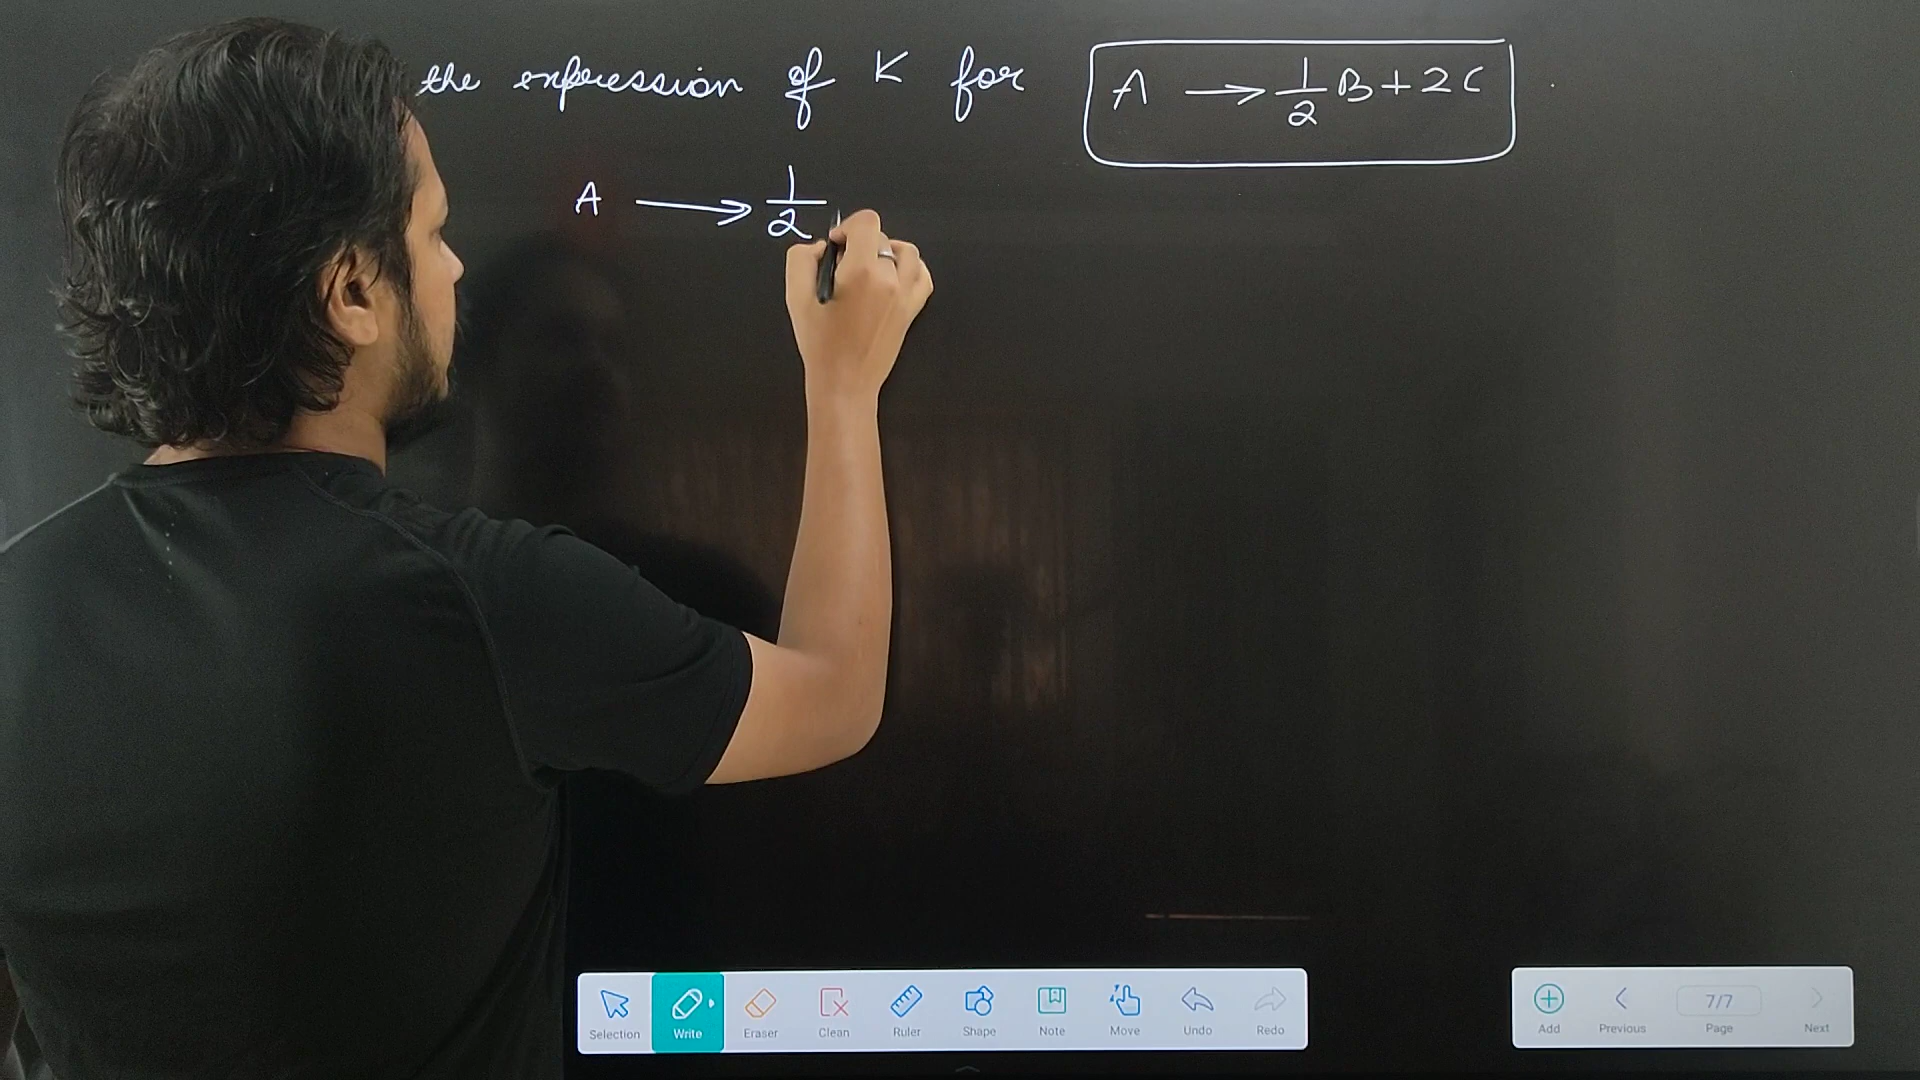 the expression of K for A → 1/2 B + 2C
A → 1/2
Selection Write Eraser Clean Ruler Shape Note Move Undo Redo
Add Previous 7/7 Page Next